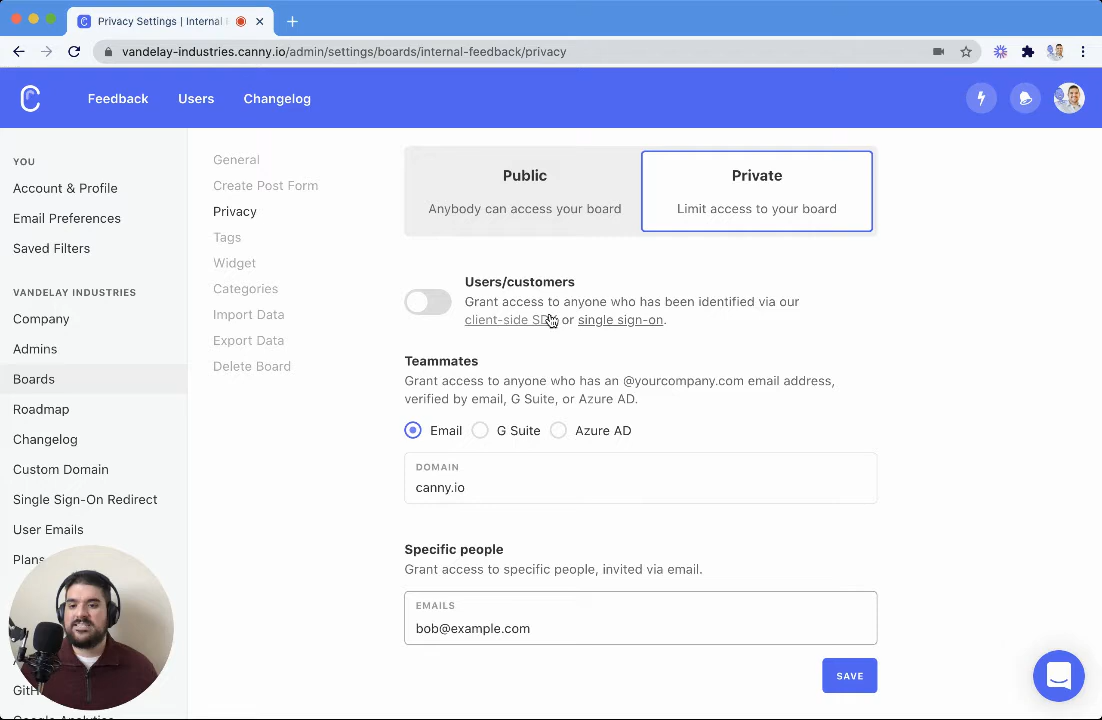 Privacy Settings | Internal
vandelay-industries.canny.io/admin/settings/boards/internal-feedback/privacy
Feedback
Users
Changelog
YOU
Account & Profile
Email Preferences
Saved Filters
VANDELAY INDUSTRIES
Company
Admins
Boards
Roadmap
Changelog
Custom Domain
Single Sign-On Redirect
User Emails
Plans
General
Create Post Form
Privacy
Tags
Widget
Categories
Import Data
Export Data
Delete Board
Public
Anybody can access your board
Private
Limit access to your board
Users/customers
Grant access to anyone who has been identified via our
client-side or single sign-on.
Teammates
Grant access to anyone who has an @yourcompany.com email address,
verified by email, G Suite, or Azure AD.
Email G Suite Azure AD
DOMAIN
canny.io
Specific people
Grant access to specific people, invited via email.
EMAILS
bob@example.com
SAVE